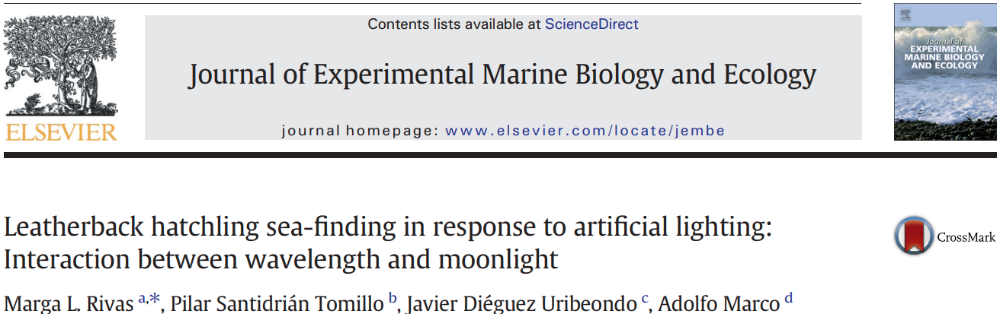 Contents lists available at ScienceDirect
Journal of Experimental Marine Biology and Ecology
journal homepage: www.elsevier.com/locate/jembe
ELSEVIER
Journal of
EXPERIMENTAL
MARINE BIOLOGY
AND ECOLOGY
Leatherback hatchling sea-finding in response to artificial lighting:
Interaction between wavelength and moonlight
CrossMark
Marga L. Rivas a,*, Pilar Santidrián Tomillo b, Javier Diéguez Uribeondo c, Adolfo Marco d